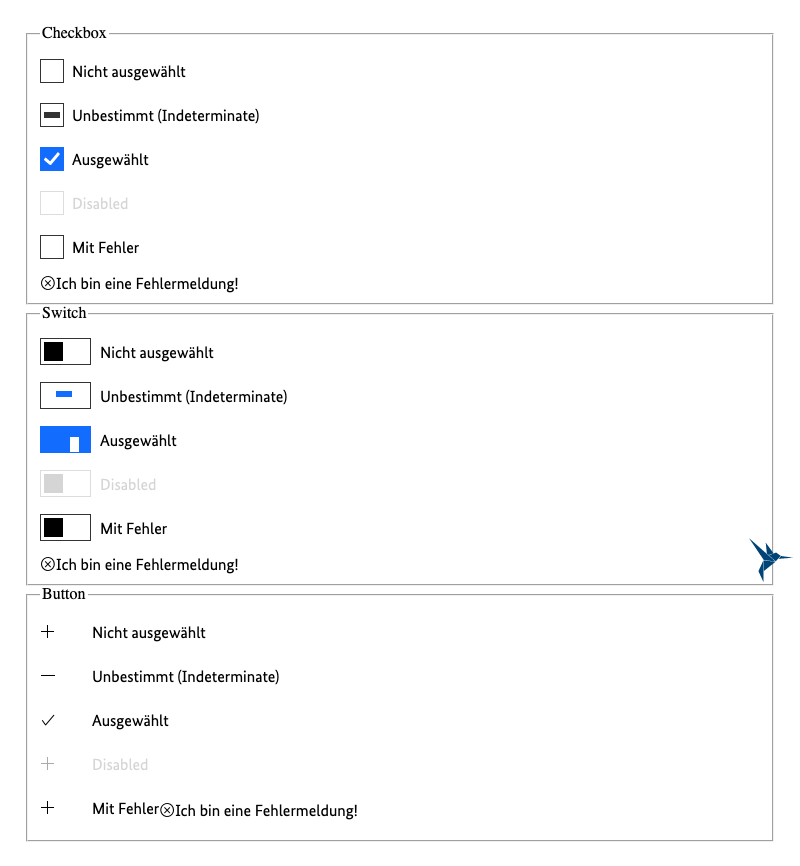 Checkbox
Nicht ausgewählt
Unbestimmt (Indeterminate)
Ausgewählt
Disabled
Mit Fehler
Ich bin eine Fehlermeldung!
Switch
Nicht ausgewählt
Unbestimmt (Indeterminate)
Ausgewählt
Disabled
Mit Fehler
Ich bin eine Fehlermeldung!
Button
Nicht ausgewählt
Unbestimmt (Indeterminate)
Ausgewählt
Disabled
Mit Fehler Ich bin eine Fehlermeldung!